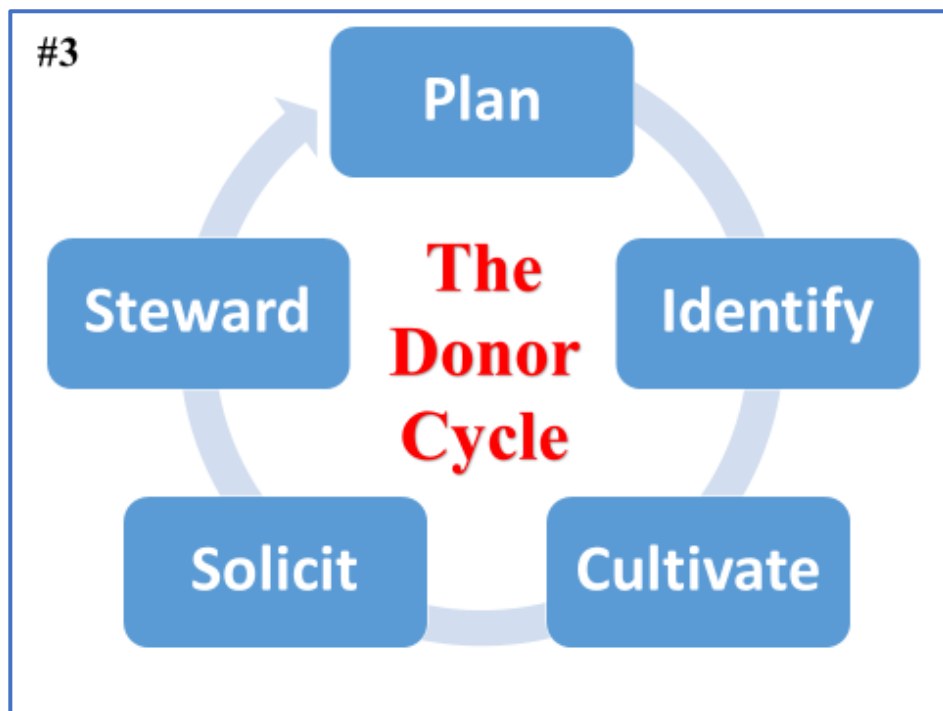 #3
Plan
Identify
Cultivate
Solicit
Steward
The
Donor
Cycle